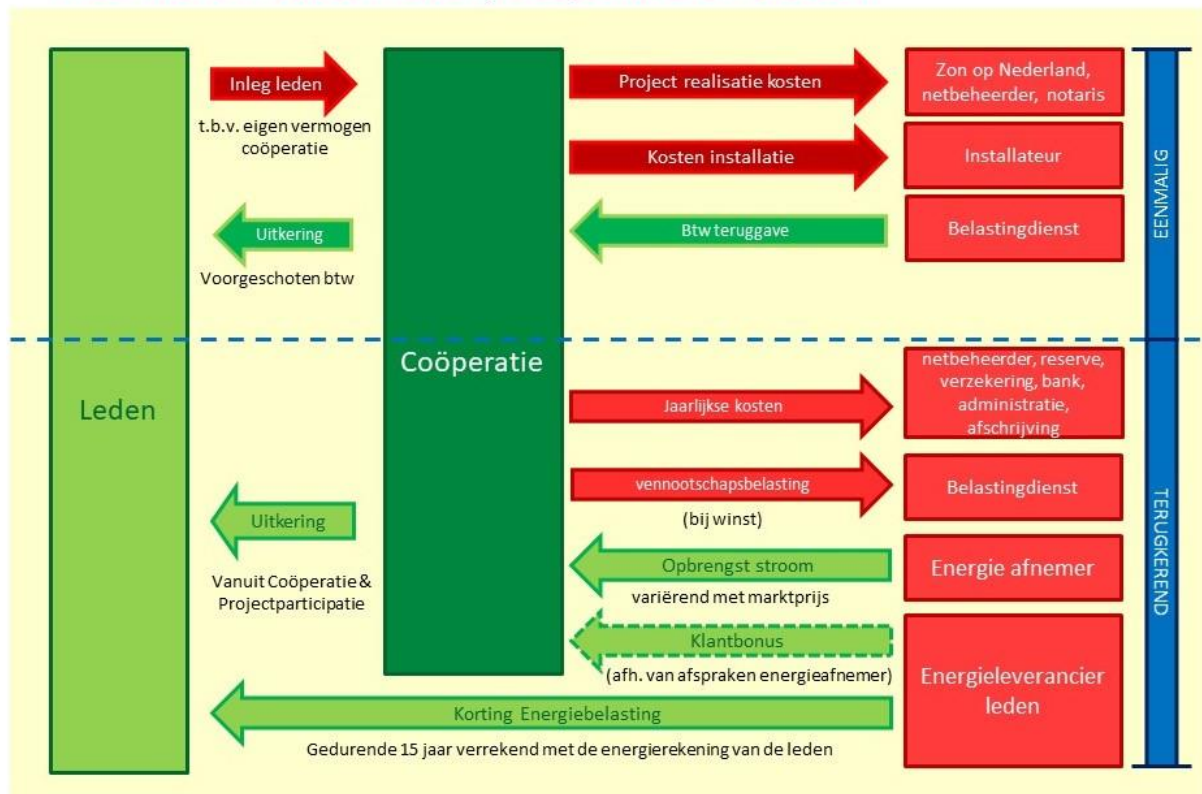 Inleg leden
t.b.v. eigen vermogen
coöperatie
Uitkering
Voorgeschoten btw
Leden
Coöperatie
Project realisatie kosten
Kosten installatie
Btw teruggave
Zon op Nederland,
netbeheerder, notaris
Installateur
Belastingdienst
EENMALIG
Uitkering
Vanuit Coöperatie &
Projectparticipatie
Jaarlijkse kosten
vennootschapsbelasting
(bij winst)
Opbrengst stroom
variërend met marktprijs
Klantbonus
(afh. van afspraken energieafnemer)
Korting Energiebelasting
Gedurende 15 jaar verrekend met de energierekening van de leden
netbeheerder, reserve,
verzekering, bank,
administratie,
afschrijving
Belastingdienst
Energie afnemer
Energieleverancier
leden
TERUGKEREND